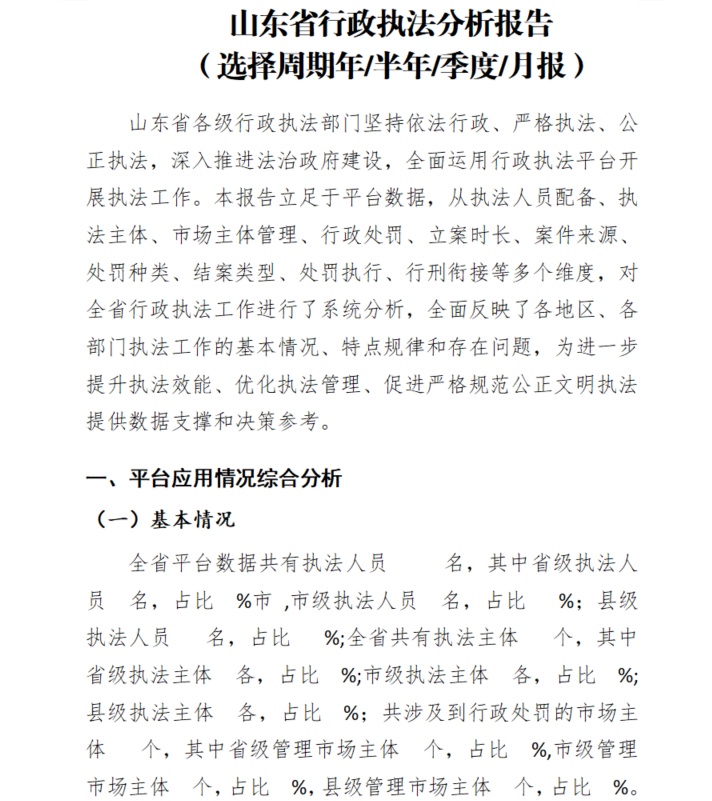 山东省行政执法分析报告
（选择周期年/半年/季度/月报）
山东省各级行政执法部门坚持依法行政、严格执法、公
正执法，深入推进法治政府建设，全面运用行政执法平台开
展执法工作。本报告立足于平台数据，从执法人员配备、执
法主体、市场主体管理、行政处罚、立案时长、案件来源、
处罚种类、结案类型、处罚执行、行刑衔接等多个维度，对
全省行政执法工作进行了系统分析，全面反映了各地区、各
部门执法工作的基本情况、特点规律和存在问题，为进一步
提升执法效能、优化执法管理、促进严格规范公正文明执法
提供数据支撑和决策参考。
一、平台应用情况综合分析
（一）基本情况
全省平台数据共有执法人员 名，其中省级执法人
员 名，占比 %市 ,市级执法人员 名，占比 %；县级
执法人员 名，占比 %;全省共有执法主体 个，其中
省级执法主体 各，占比 %;市级执法主体 各，占比 %;
县级执法主体 各，占比 %；共涉及到行政处罚的市场主
体 个，其中省级管理市场主体 个，占比 %,市级管理
市场主体 个，占比 %，县级管理市场主体 个，占比 %。